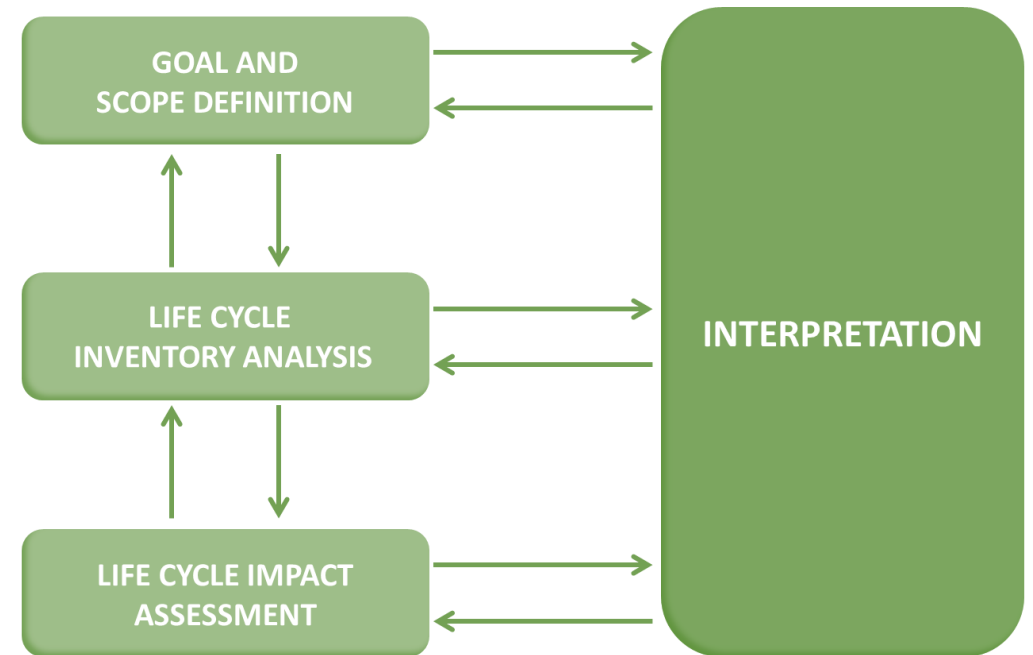 GOAL AND
SCOPE DEFINITION
LIFE CYCLE
INVENTORY ANALYSIS
INTERPRETATION
LIFE CYCLE IMPACT
ASSESSMENT